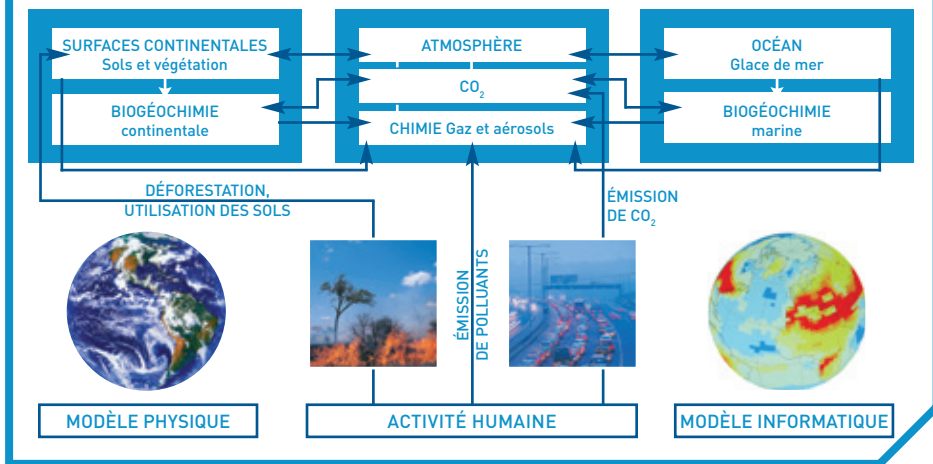 SURFACES CONTINENTALES
Sols et végétation
BIOGÉOCHIMIE
continentale
ATMOSPHÈRE
CO₂
CHIMIE Gaz et aérosols
OCÉAN
Glace de mer
BIOGÉOCHIMIE
marine
DÉFORESTATION,
UTILISATION DES SOLS
ÉMISSION
DE POLLUANTS
ÉMISSION
DE CO₂
MODÈLE PHYSIQUE
ACTIVITÉ HUMAINE
MODÈLE INFORMATIQUE